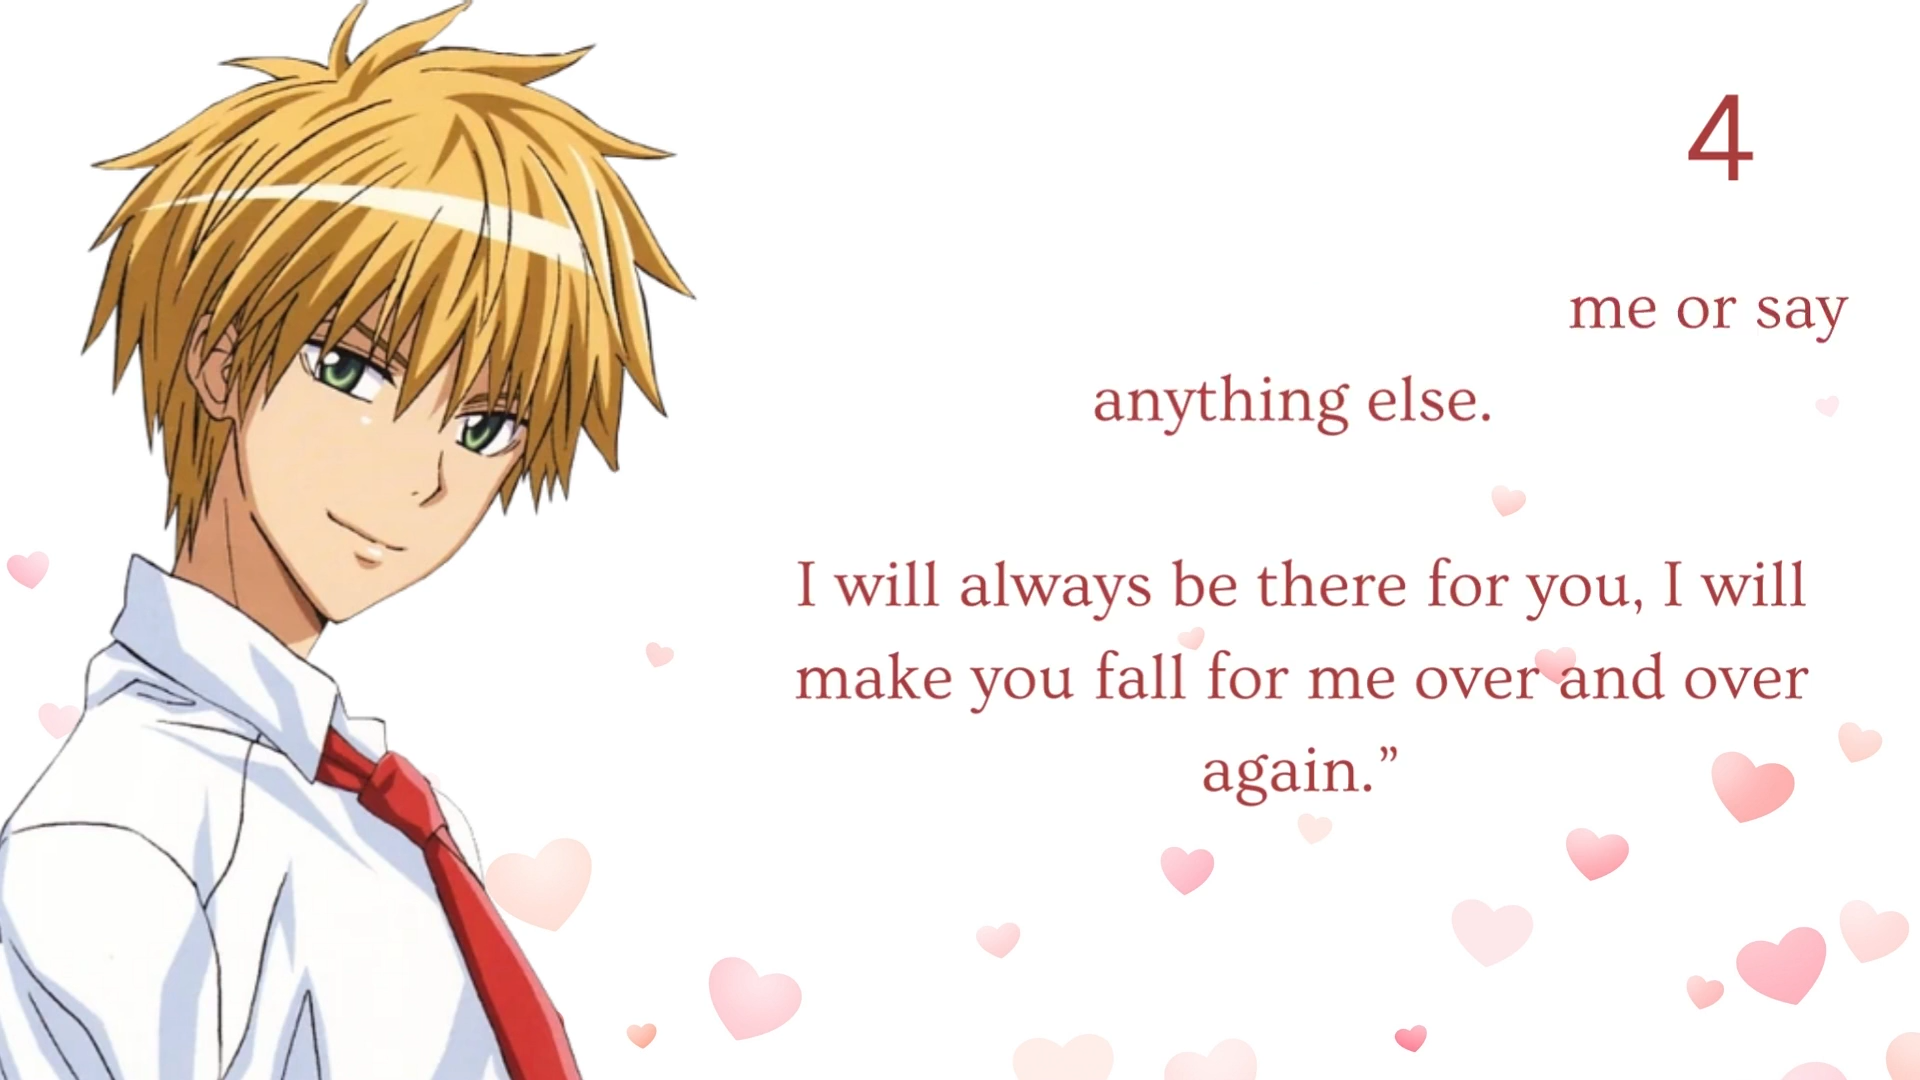 4
me or say
anything else.
I will always be there for you, I will
make you fall for me over and over
again.”